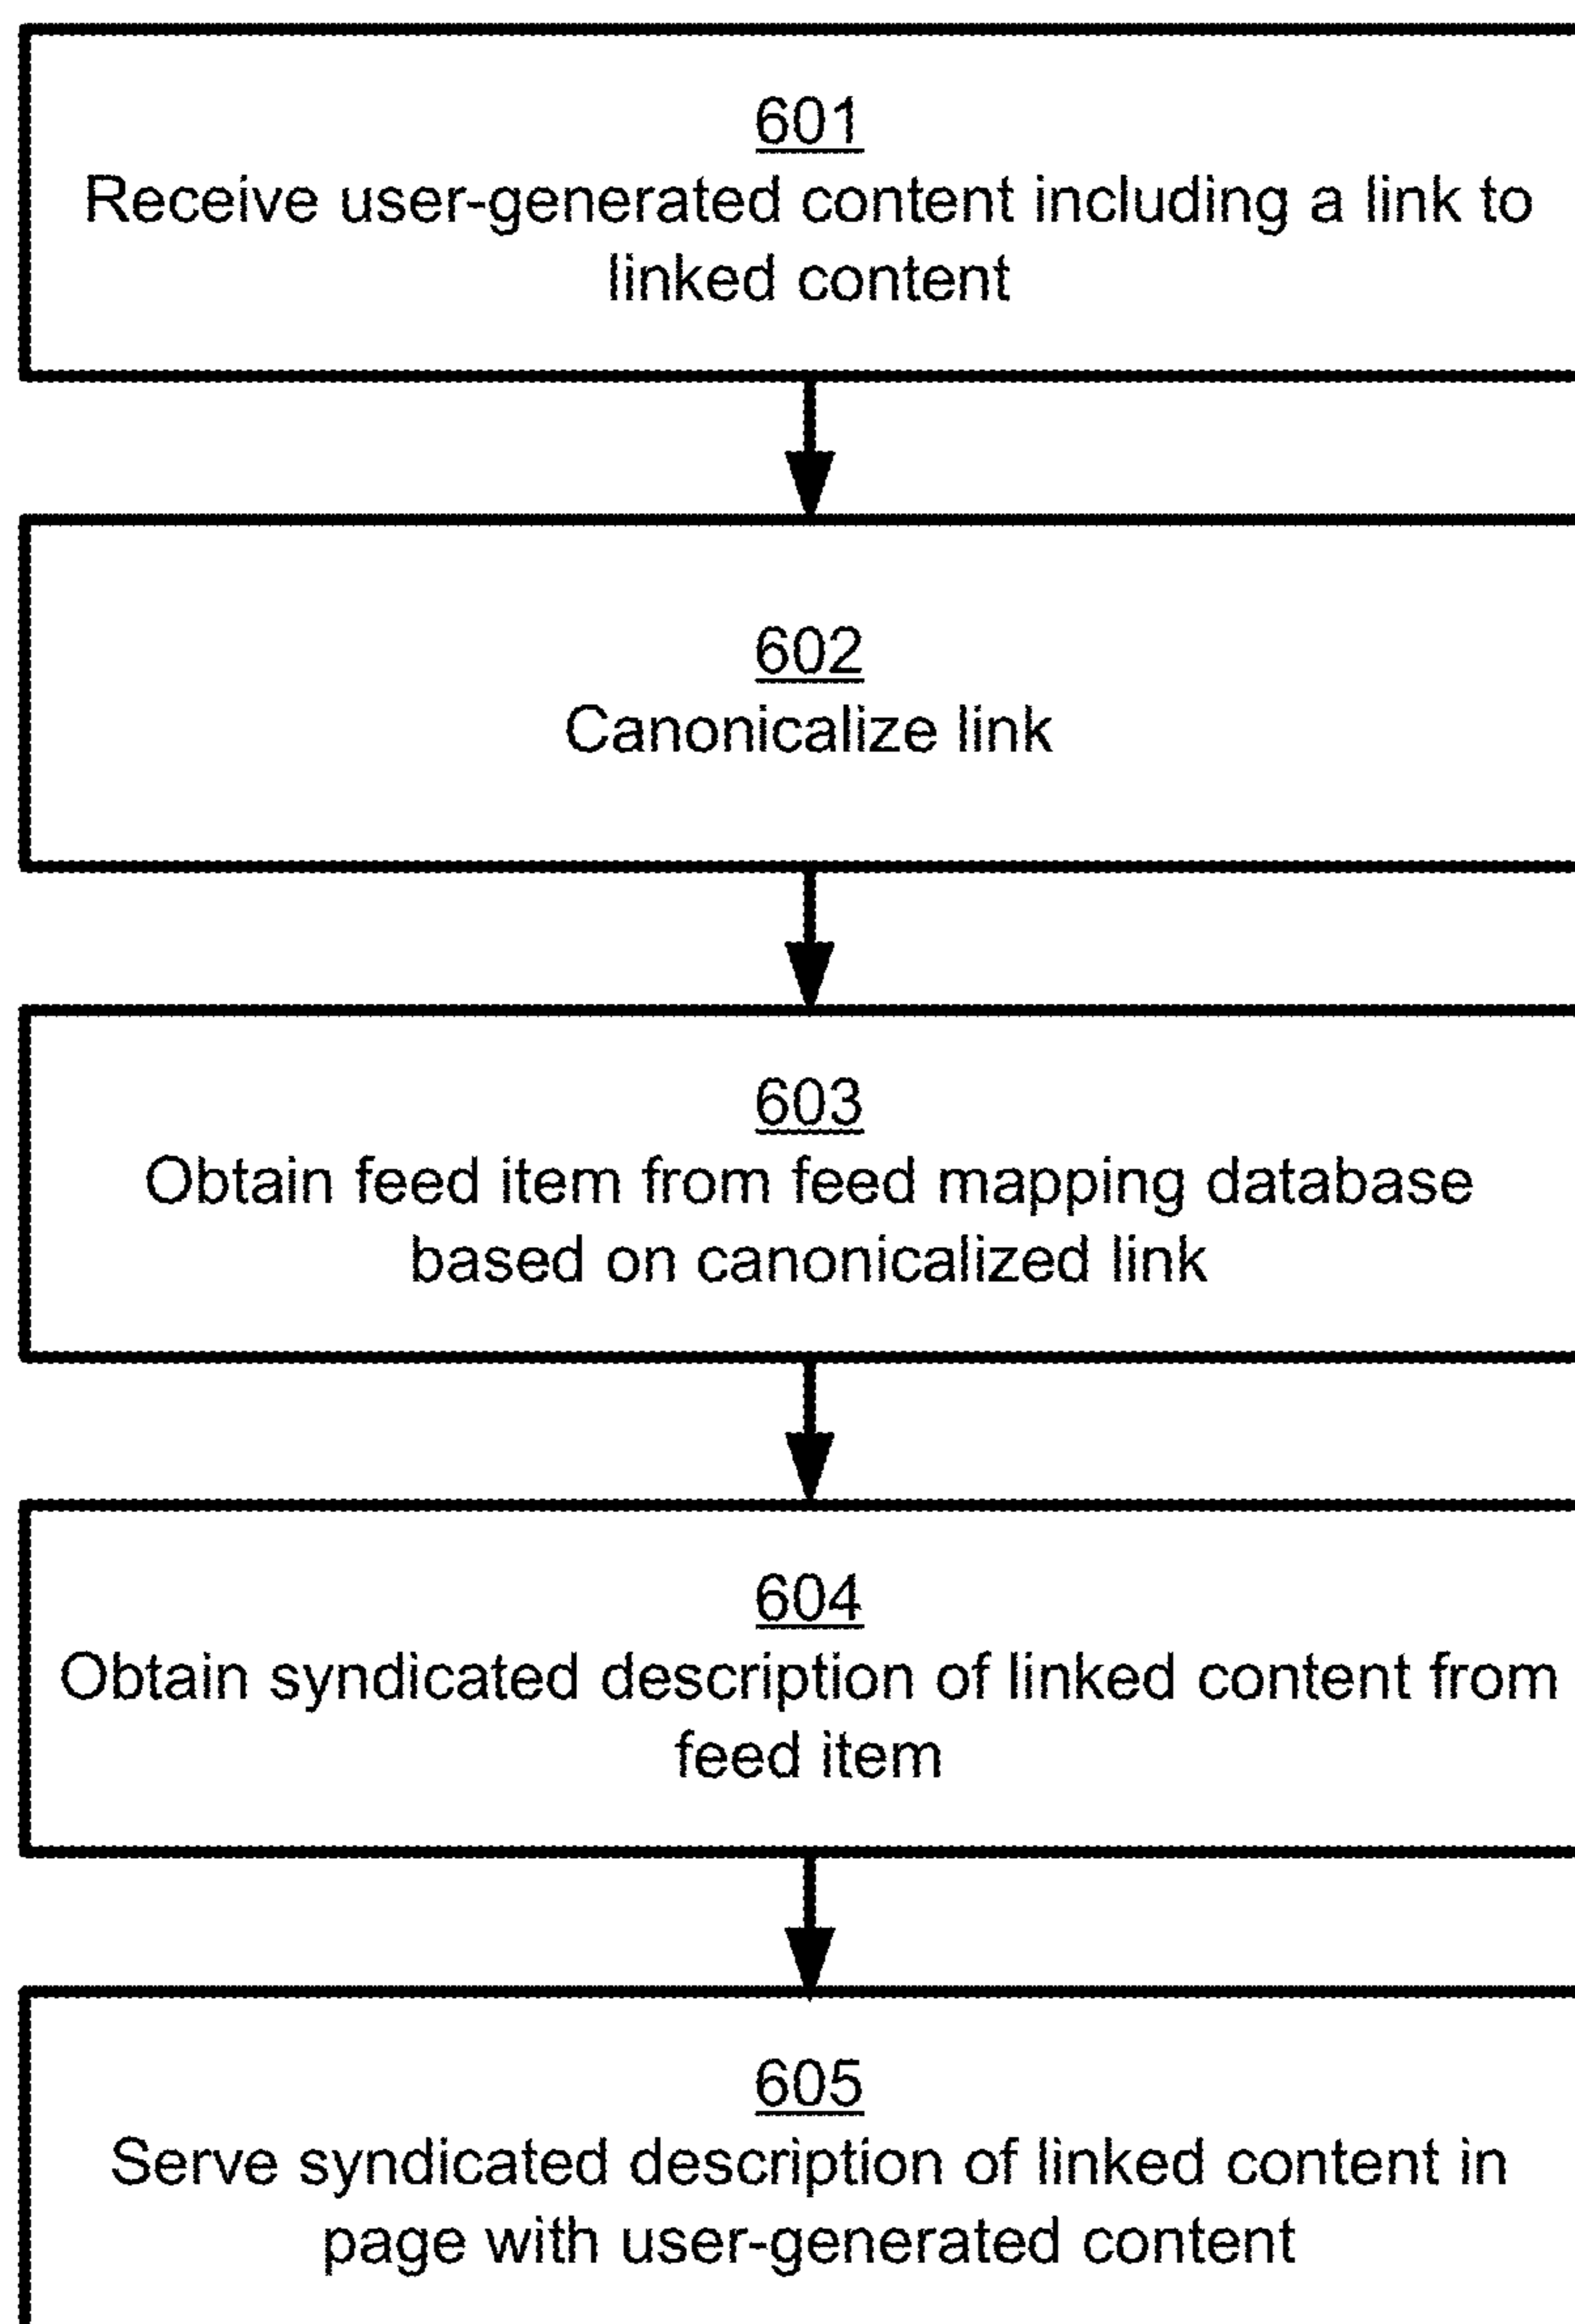 601
Receive user-generated content including a link to
linked content
602
Canonicalize link
603
Obtain feed item from feed mapping database
based on canonicalized link
604
Obtain syndicated description of linked content from
feed item
605
Serve syndicated description of linked content in
page with user-generated content